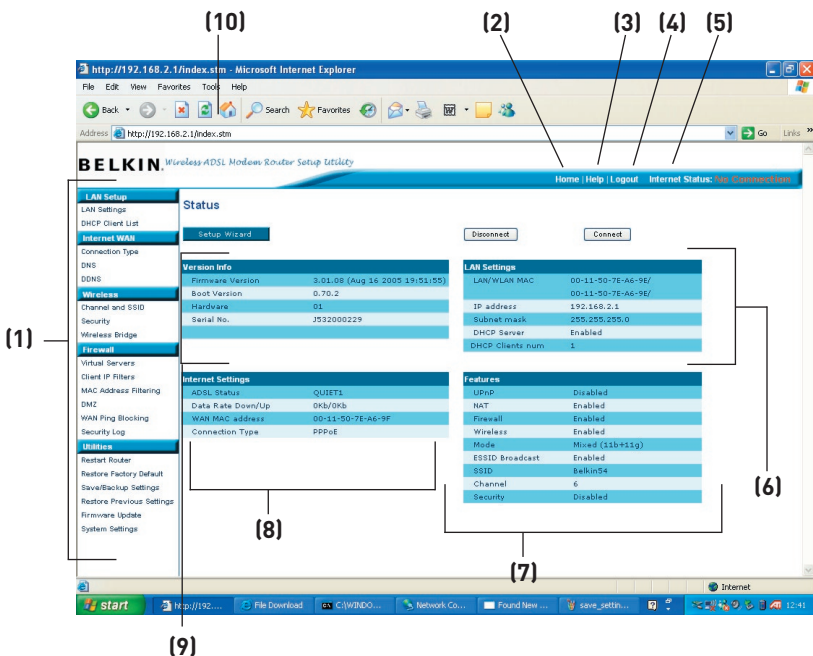 (10) (2) (3) (4) (5)
http://192.168.2.1/index.stm - Microsoft Internet Explorer
File Edit View Favorites Tools Help
Back Search Favorites
Address http://192.168.2.1/index.stm Go Links »
BELKIN. Wireless ADSL Modem Router Setup Utility
Home | Help | Logout Internet Status: No Connection
LAN Setup
LAN Settings
DHCP Client List
Internet WAN
Connection Type
DNS
DDNS
Wireless
Channel and SSID
Security
Wireless Bridge
Firewall
Virtual Servers
Client IP Filters
MAC Address Filtering
DMZ
WAN Ping Blocking
Security Log
Utilities
Restart Router
Restore Factory Default
Save/Backup Settings
Restore Previous Settings
Firmware Update
System Settings
(1)
Status
Setup Wizard Disconnect Connect
Version Info
Firmware Version 3.01.08 (Aug 16 2005 19:51:55)
Boot Version 0.70.2
Hardware 01
Serial No. J532000229
LAN Settings
LAN/WLAN MAC 00-11-50-7E-A6-9E/
00-11-50-7E-A6-9E/
IP address 192.168.2.1
Subnet mask 255.255.255.0
DHCP Server Enabled
DHCP Clients num 1
Internet Settings
ADSL Status QUIET1
Data Rate Down/Up 0Kb/0Kb
WAN MAC address 00-11-50-7E-A6-9F
Connection Type PPPoE
Features
UPnP Disabled
NAT Enabled
Firewall Enabled
Wireless Enabled
Mode Mixed (11b+11g)
ESSID Broadcast Enabled
SSID Belkin54
Channel 6
Security Disabled
(6)
(8)
(7)
Internet
start http://192.... File Download C:\WINDO... Network Co... Found New ... save_settin... 12:41
(9)